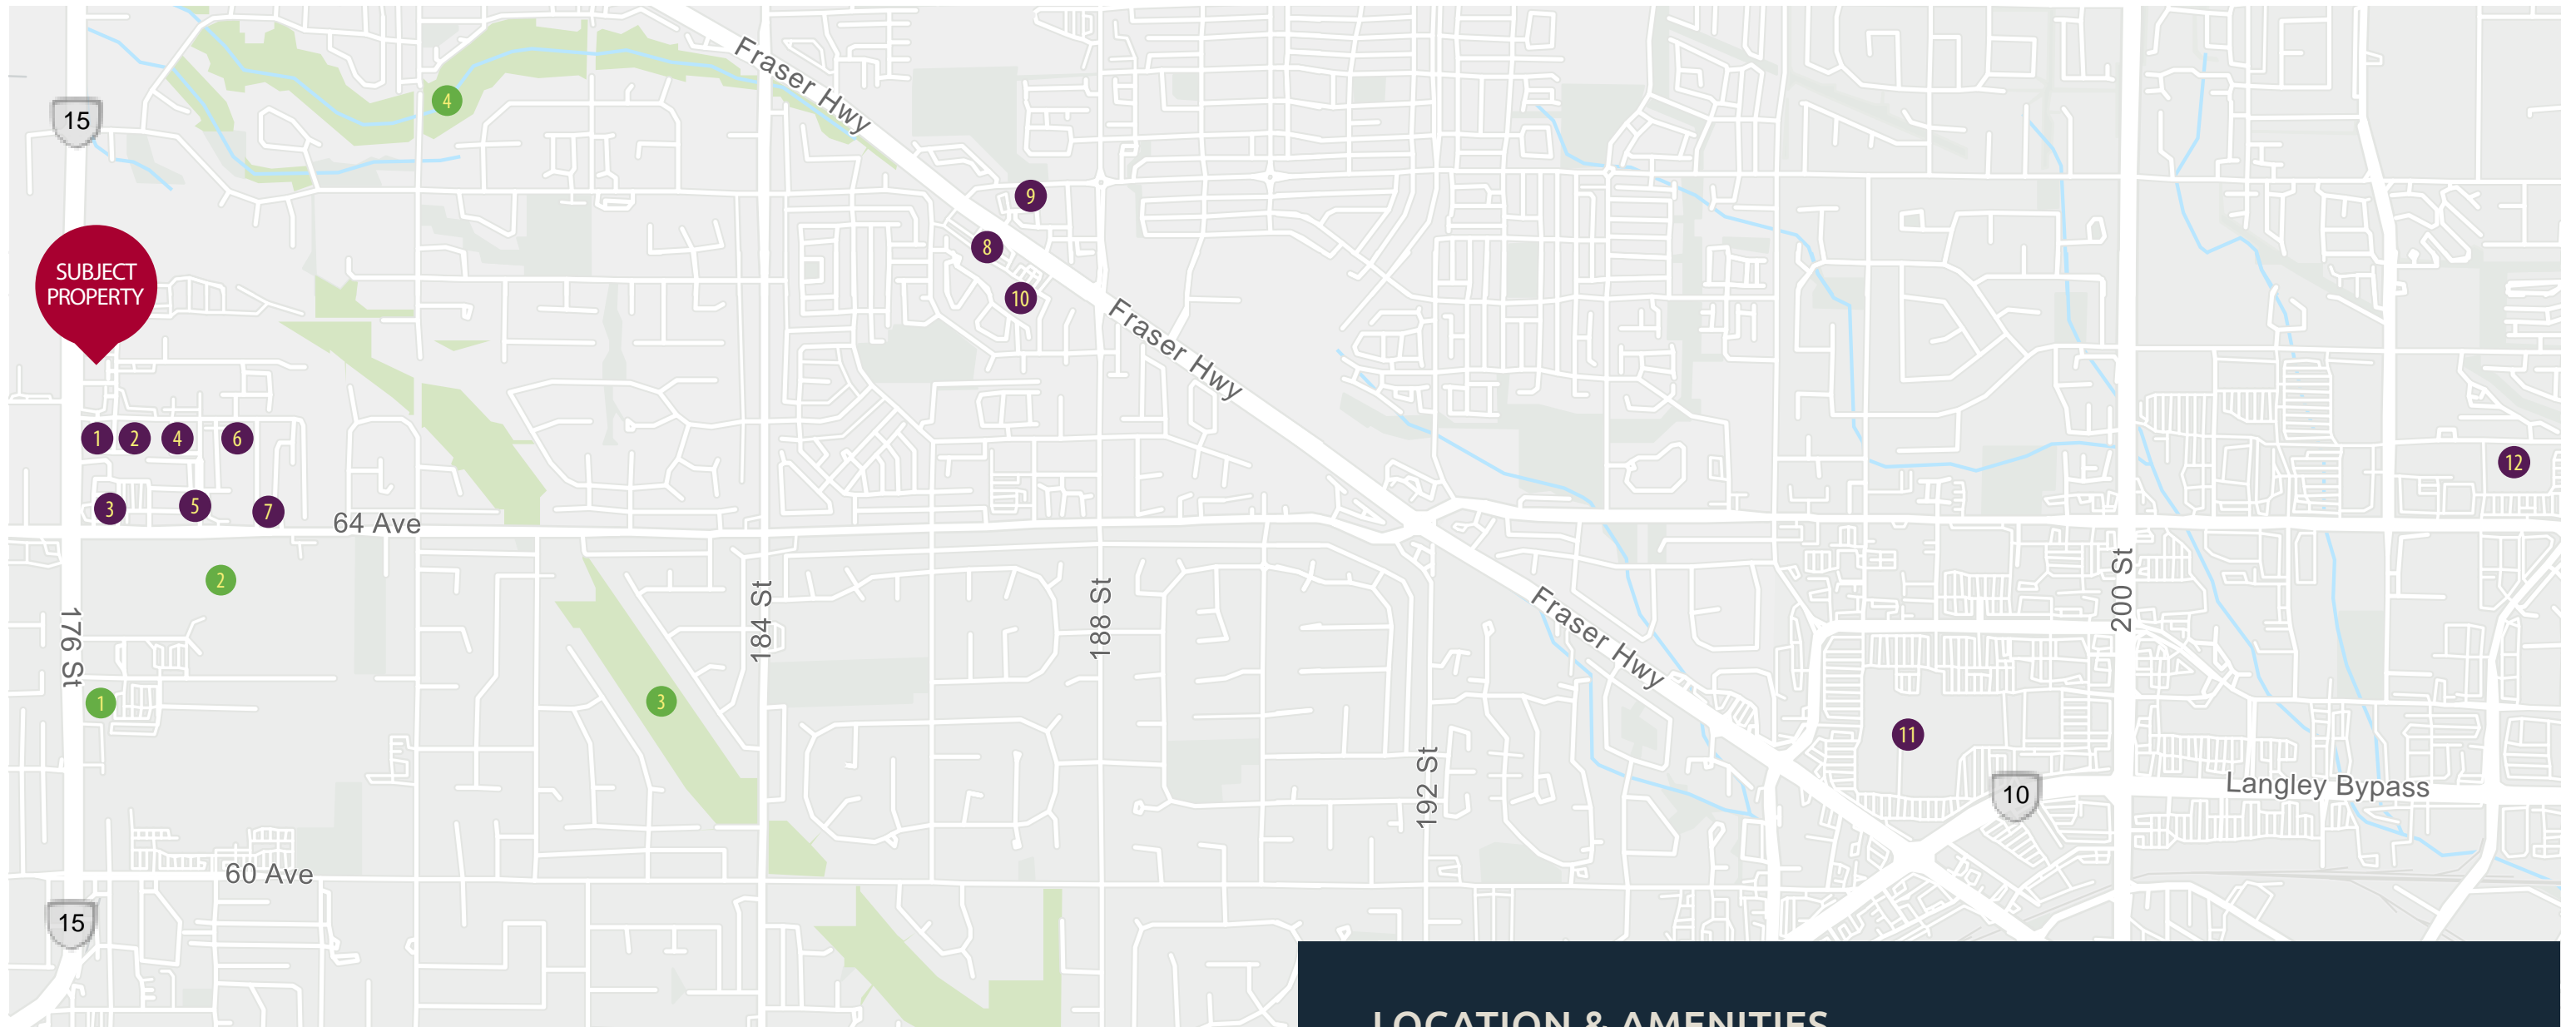 Fraser Hwy
4
15
9
SUBJECT
PROPERTY
8
10
Fraser Hwy
1
2
4
6
12
3
5
7
64 Ave
2
176 St
184 St
188 St
Fraser Hwy
200 St
1
3
11
192 St
10
Langley Bypass
60 Ave
15
LOCATION & AMENITIES